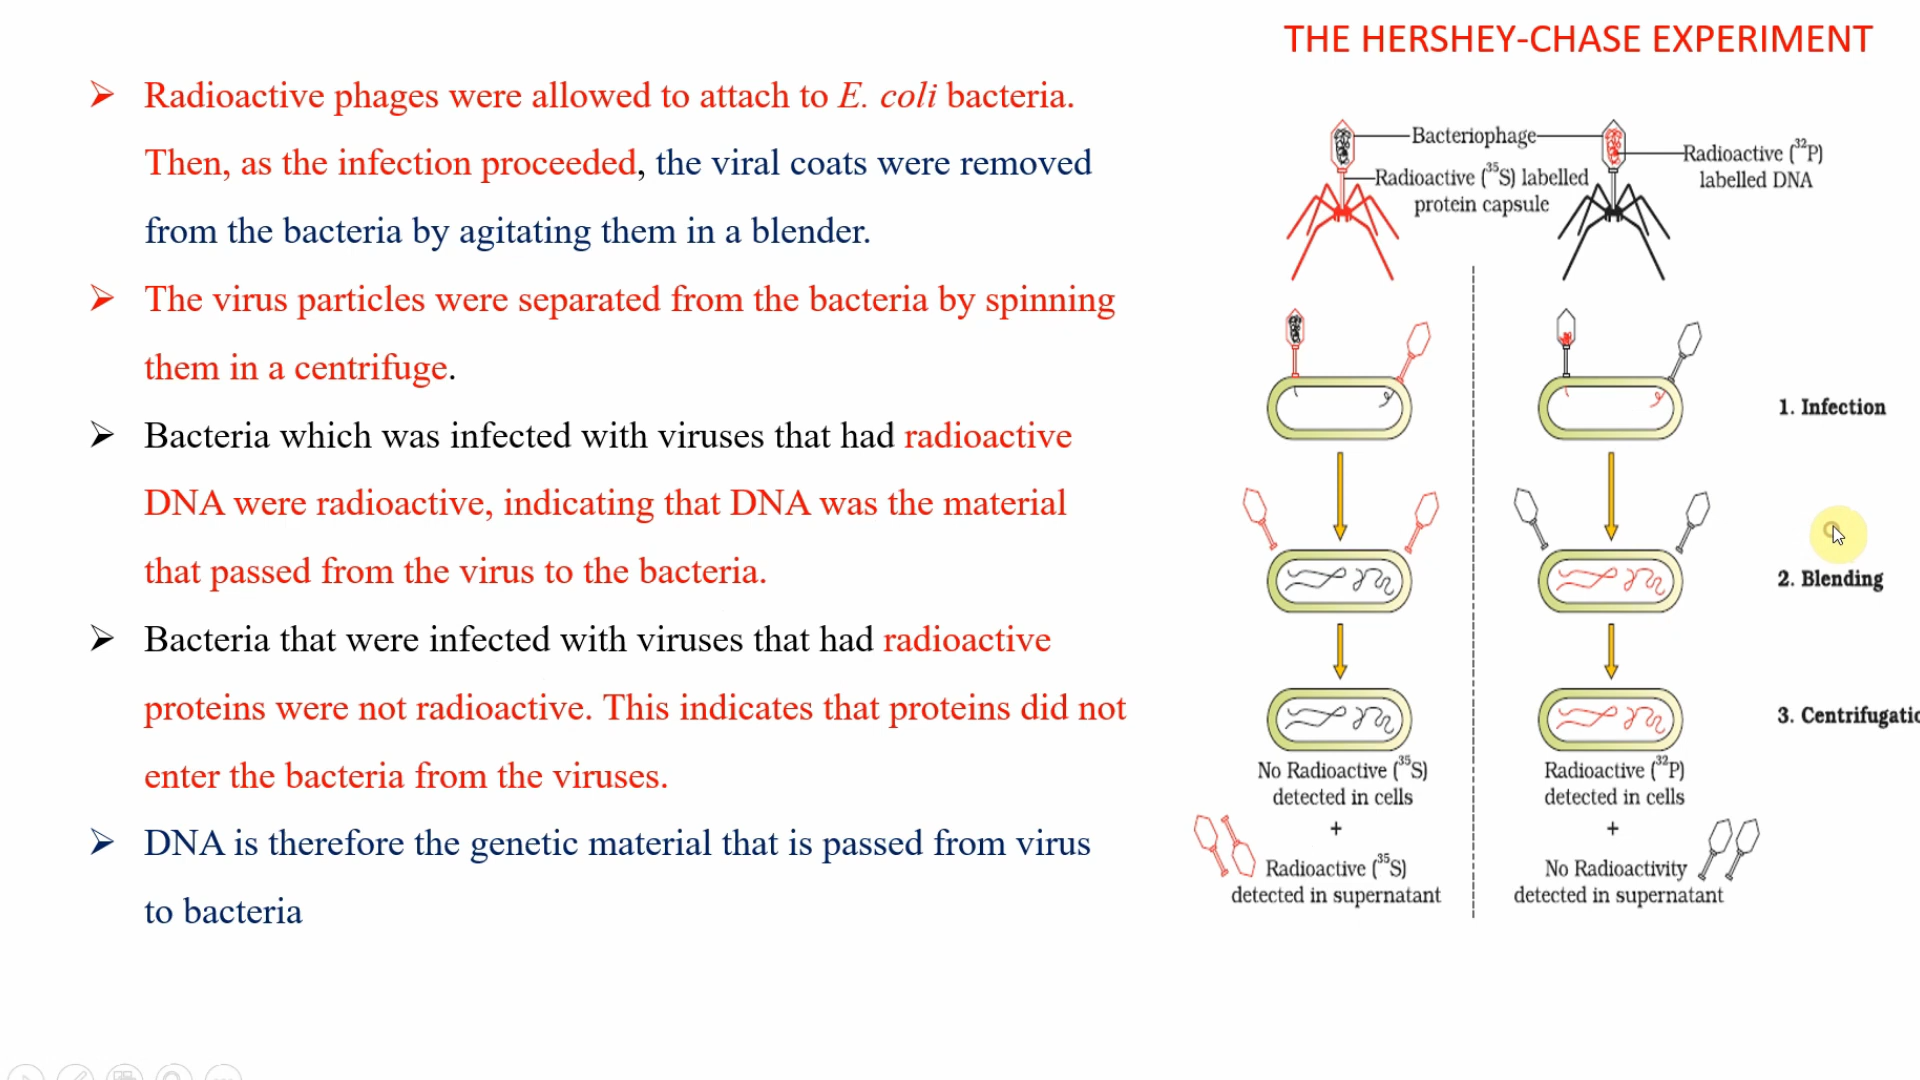 THE HERSHEY-CHASE EXPERIMENT
Radioactive phages were allowed to attach to E. coli bacteria.
Then, as the infection proceeded, the viral coats were removed
from the bacteria by agitating them in a blender.
The virus particles were separated from the bacteria by spinning
them in a centrifuge.
Bacteria which was infected with viruses that had radioactive
DNA were radioactive, indicating that DNA was the material
that passed from the virus to the bacteria.
Bacteria that were infected with viruses that had radioactive
proteins were not radioactive. This indicates that proteins did not
enter the bacteria from the viruses.
DNA is therefore the genetic material that is passed from virus
to bacteria
Bacteriophage
Radioactive (³⁵S) labelled
protein capsule
Radioactive (³²P)
labelled DNA
1. Infection
2. Blending
3. Centrifugatio
No Radioactive (³⁵S)
detected in cells
+
Radioactive (³⁵S)
detected in supernatant
Radioactive (³²P)
detected in cells
+
No Radioactivity
detected in supernatant